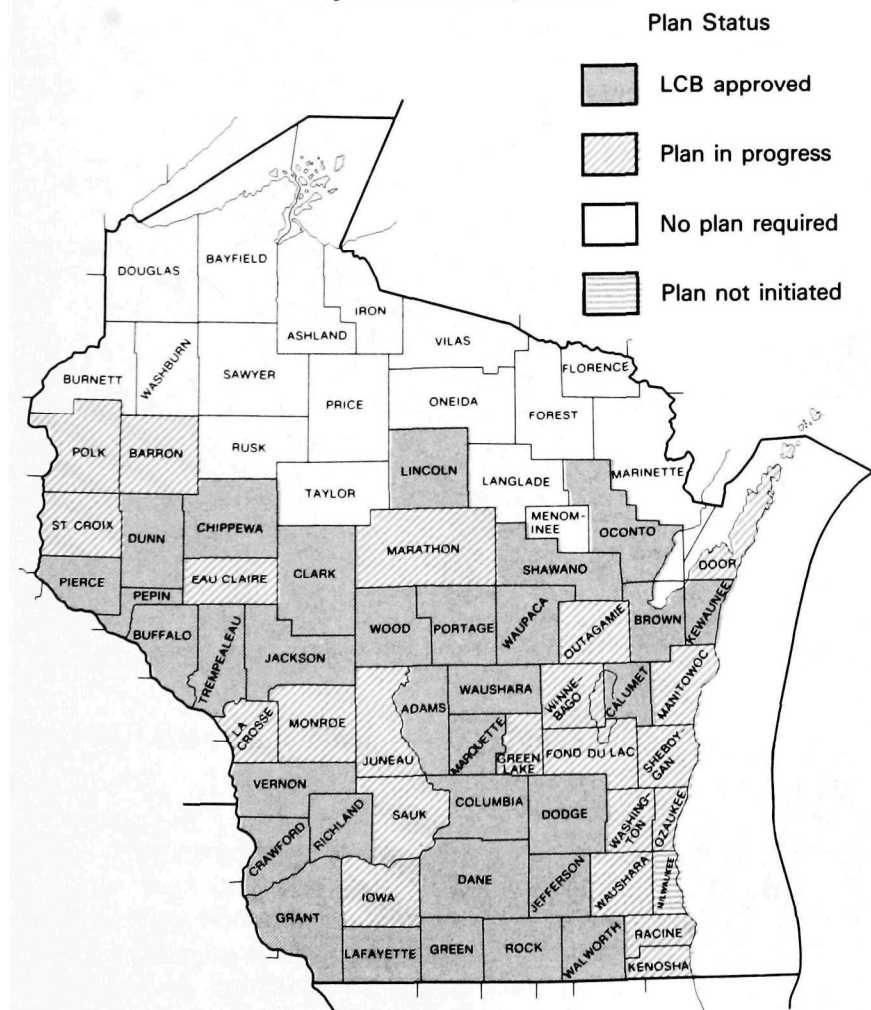 Plan Status
LCB approved
Plan in progress
No plan required
Plan not initiated
DOUGLAS
BAYFIELD
IRON
ASHLAND
VILAS
BURNETT
WASHBURN
SAWYER
PRICE
ONEIDA
FLORENCE
FOREST
POLK
BARRON
RUSK
LINCOLN
LANGLADE
MARINETTE
TAYLOR
ST CROIX
DUNN
CHIPPEWA
MENOM-
INEE
OCONTO
MARATHON
DOOR
PIERCE
EAU CLAIRE
CLARK
SHAWANO
PEPIN
BUFFALO
TREMPEALEAU
JACKSON
WOOD
PORTAGE
WAUPACA
OUTAGAMIE
BROWN
KEWAUNEE
LA
CROSSE
MONROE
JUNEAU
ADAMS
WAUSHARA
WINNE-
BAGO
CALUMET
MANITOWOC
MARQUETTE
GREEN
LAKE
FOND DU LAC
SHEBOY-
GAN
VERNON
CRAWFORD
RICHLAND
SAUK
COLUMBIA
DODGE
WASHING-
TON
OZAUKEE
GRANT
IOWA
DANE
JEFFERSON
WAUSHARA
MILWAUKEE
LAFAYETTE
GREEN
ROCK
WALWORTH
RACINE
KENOSHA